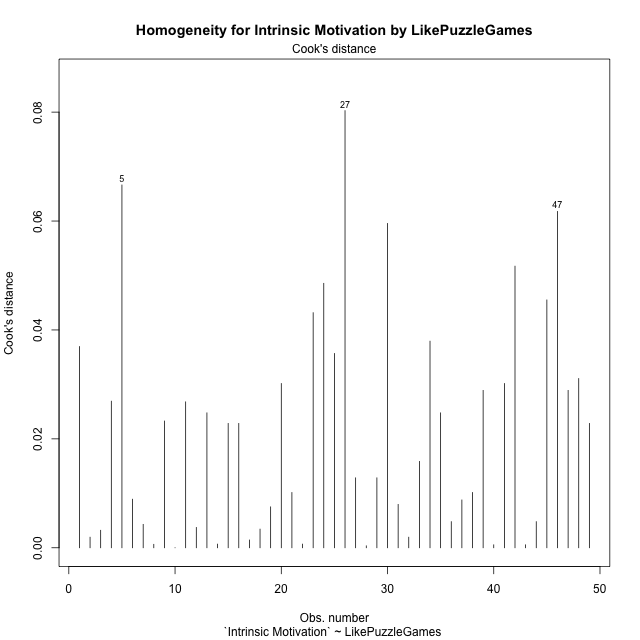 Homogeneity for Intrinsic Motivation by LikePuzzleGames
Cook's distance
0.08
0.06
0.04
0.02
0.00
Cook's distance
5
27
47
0 10 20 30 40 50
Obs. number
`Intrinsic Motivation` ~ LikePuzzleGames